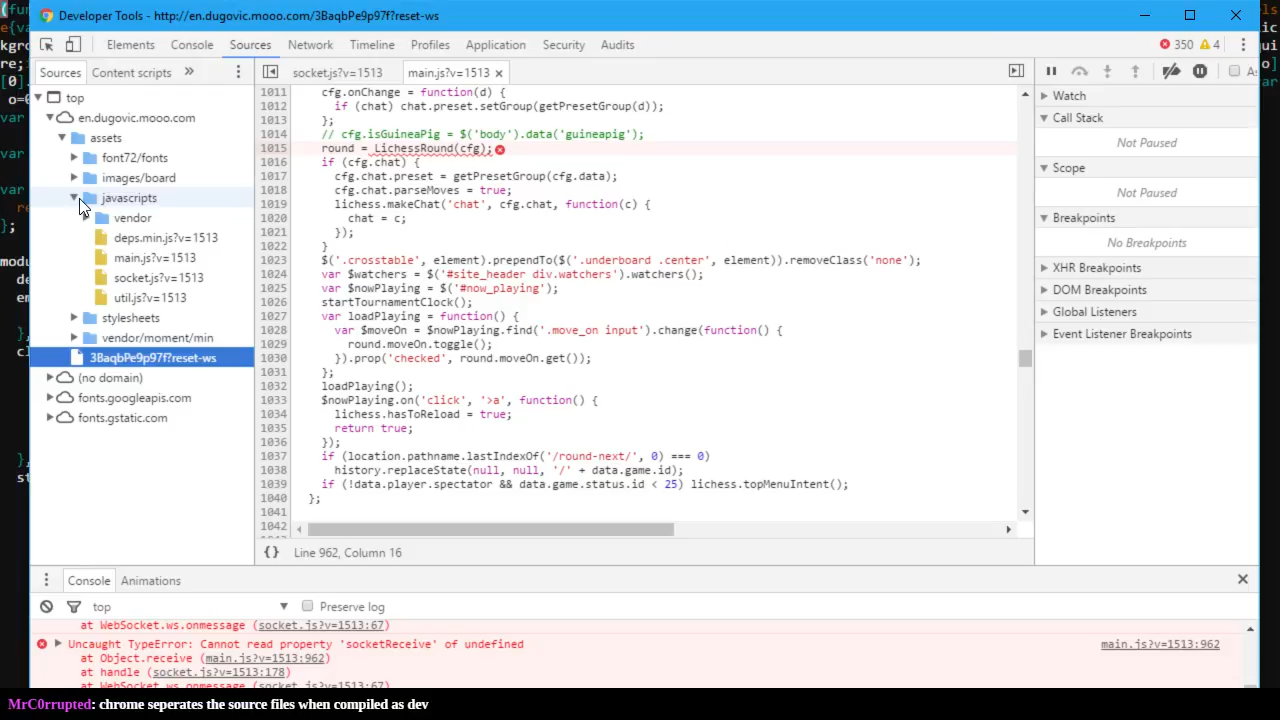 Developer Tools - http://en.dugovic.mooo.com/3BaqbPe9p97f?reset-ws
Elements Console Sources Network Timeline Profiles Application Security Audits 350 4
Sources Content scripts » socket.js?v=1513 main.js?v=1513 ×
top
en.dugovic.mooo.com
assets
font72/fonts
images/board
javascripts
vendor
deps.min.js?v=1513
main.js?v=1513
socket.js?v=1513
util.js?v=1513
stylesheets
vendor/moment/min
3BaqbPe9p97f?reset-ws
(no domain)
fonts.googleapis.com
fonts.gstatic.com
1011 cfg.onChange = function(d) {
1012 if (chat) chat.preset.setGroup(getPresetGroup(d));
1013 };
1014 // cfg.isGuineaPig = $('body').data('guineapig');
1015 round = LichessRound(cfg);
1016 if (cfg.chat) {
1017 cfg.chat.preset = getPresetGroup(cfg.data);
1018 cfg.chat.parseMoves = true;
1019 lichess.makeChat('chat', cfg.chat, function(c) {
1020 chat = c;
1021 });
1022 }
1023 $('.crosstable', element).prependTo($('.underboard .center', element)).removeClass('none');
1024 var $watchers = $('#site_header div.watchers').watchers();
1025 var $nowPlaying = $('#now_playing');
1026 startTournamentClock();
1027 var loadPlaying = function() {
1028 var $moveOn = $nowPlaying.find('.move_on input').change(function() {
1029 round.moveOn.toggle();
1030 }).prop('checked', round.moveOn.get());
1031 };
1032 loadPlaying();
1033 $nowPlaying.on('click', '>a', function() {
1034 lichess.hasToReload = true;
1035 return true;
1036 });
1037 if (location.pathname.lastIndexOf('/round-next/', 0) === 0)
1038 history.replaceState(null, null, '/' + data.game.id);
1039 if (!data.player.spectator && data.game.status.id < 25) lichess.topMenuIntent();
1040 };
1041
1042
{} Line 962, Column 16
Watch
Call Stack
Not Paused
Scope
Not Paused
Breakpoints
No Breakpoints
XHR Breakpoints
DOM Breakpoints
Global Listeners
Event Listener Breakpoints
Console Animations
top Preserve log
at WebSocket.ws.onmessage (socket.js?v=1513:67)
Uncaught TypeError: Cannot read property 'socketReceive' of undefined main.js?v=1513:962
at Object.receive (main.js?v=1513:962)
at handle (socket.js?v=1513:178)
at WebSocket.ws.onmessage (socket.js?v=1513:67)
MrC0rrupted: chrome seperates the source files when compiled as dev